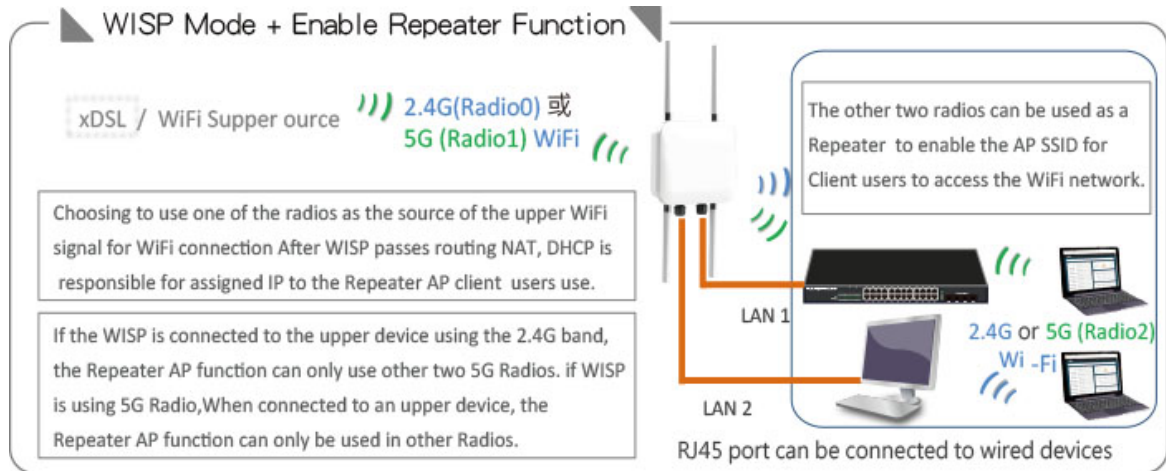 WISP Mode + Enable Repeater Function
xDSL / WiFi Supper ource
2.4G(Radio0) 或
5G (Radio1) WiFi
The other two radios can be used as a
Repeater to enable the AP SSID for
Client users to access the WiFi network.
Choosing to use one of the radios as the source of the upper WiFi
signal for WiFi connection After WISP passes routing NAT, DHCP is
responsible for assigned IP to the Repeater AP client users use.
If the WISP is connected to the upper device using the 2.4G band,
the Repeater AP function can only use other two 5G Radios. if WISP
is using 5G Radio,When connected to an upper device, the
Repeater AP function can only be used in other Radios.
LAN 1
2.4G or 5G (Radio2)
Wi -Fi
LAN 2
RJ45 port can be connected to wired devices